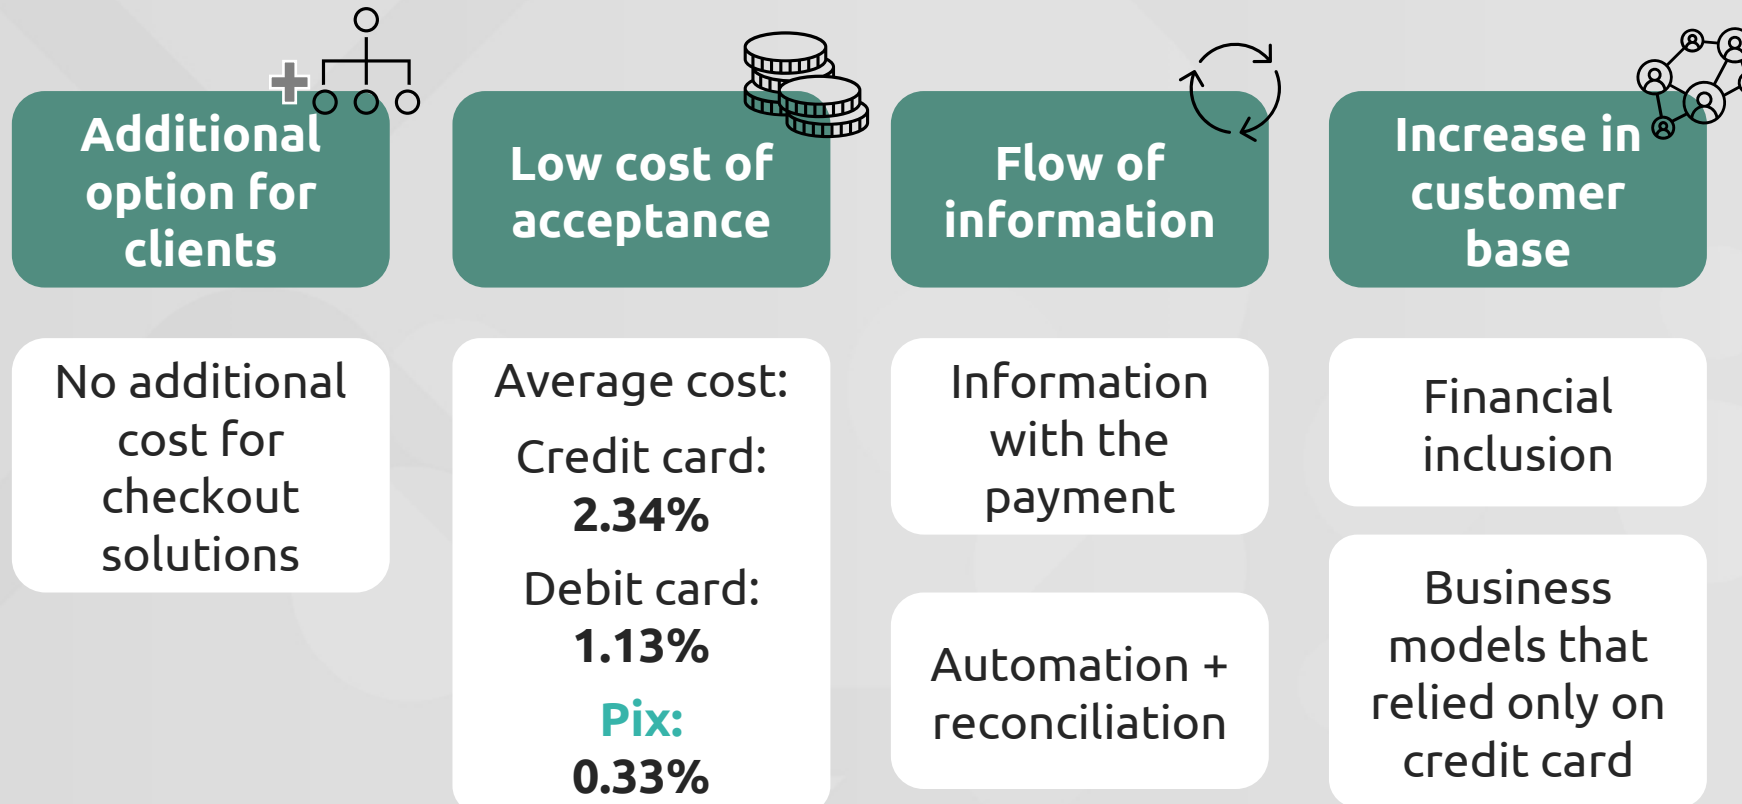 Additional
option for
clients
No additional
cost for
checkout
solutions
Low cost of
acceptance
Average cost:
Credit card:
2.34%
Debit card:
1.13%
Pix:
0.33%
Flow of
information
Information
with the
payment
Automation +
reconciliation
Increase in
customer
base
Financial
inclusion
Business
models that
relied only on
credit card